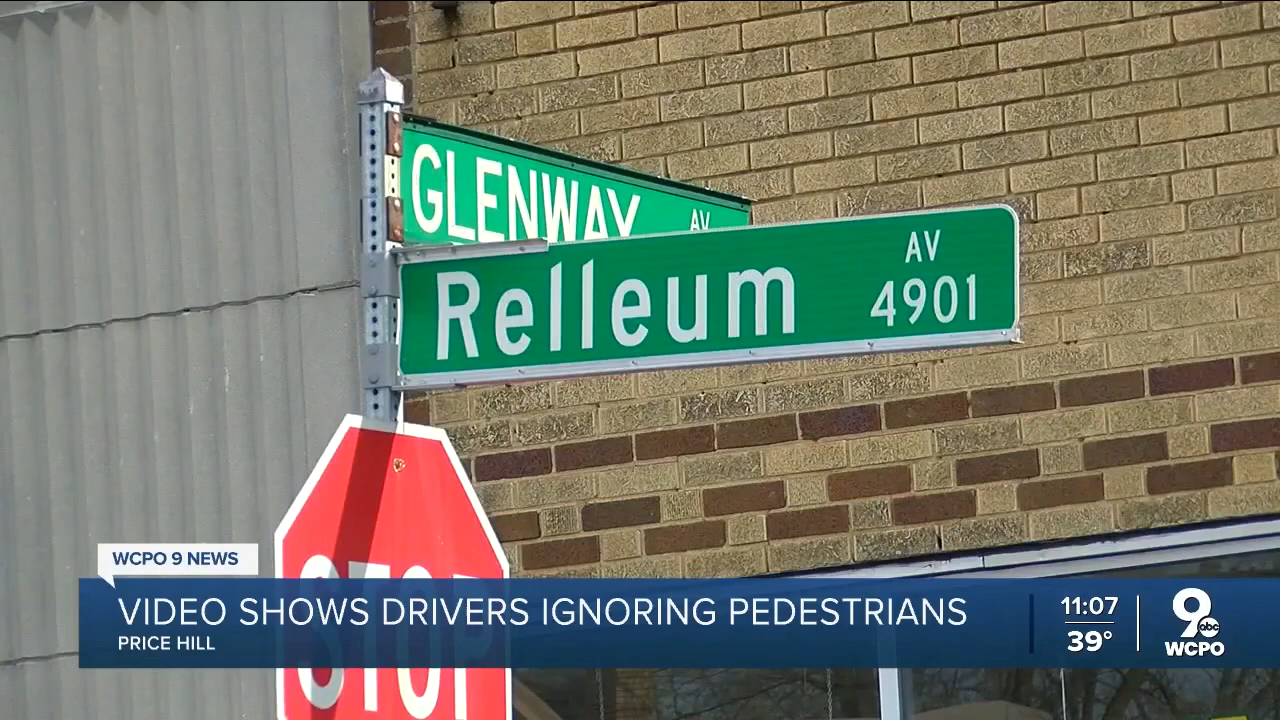 GLENWAY AV
Relleum AV
4901
STOP
WCPO 9 NEWS
VIDEO SHOWS DRIVERS IGNORING PEDESTRIANS
PRICE HILL
11:07
39°
9 abc
WCPO